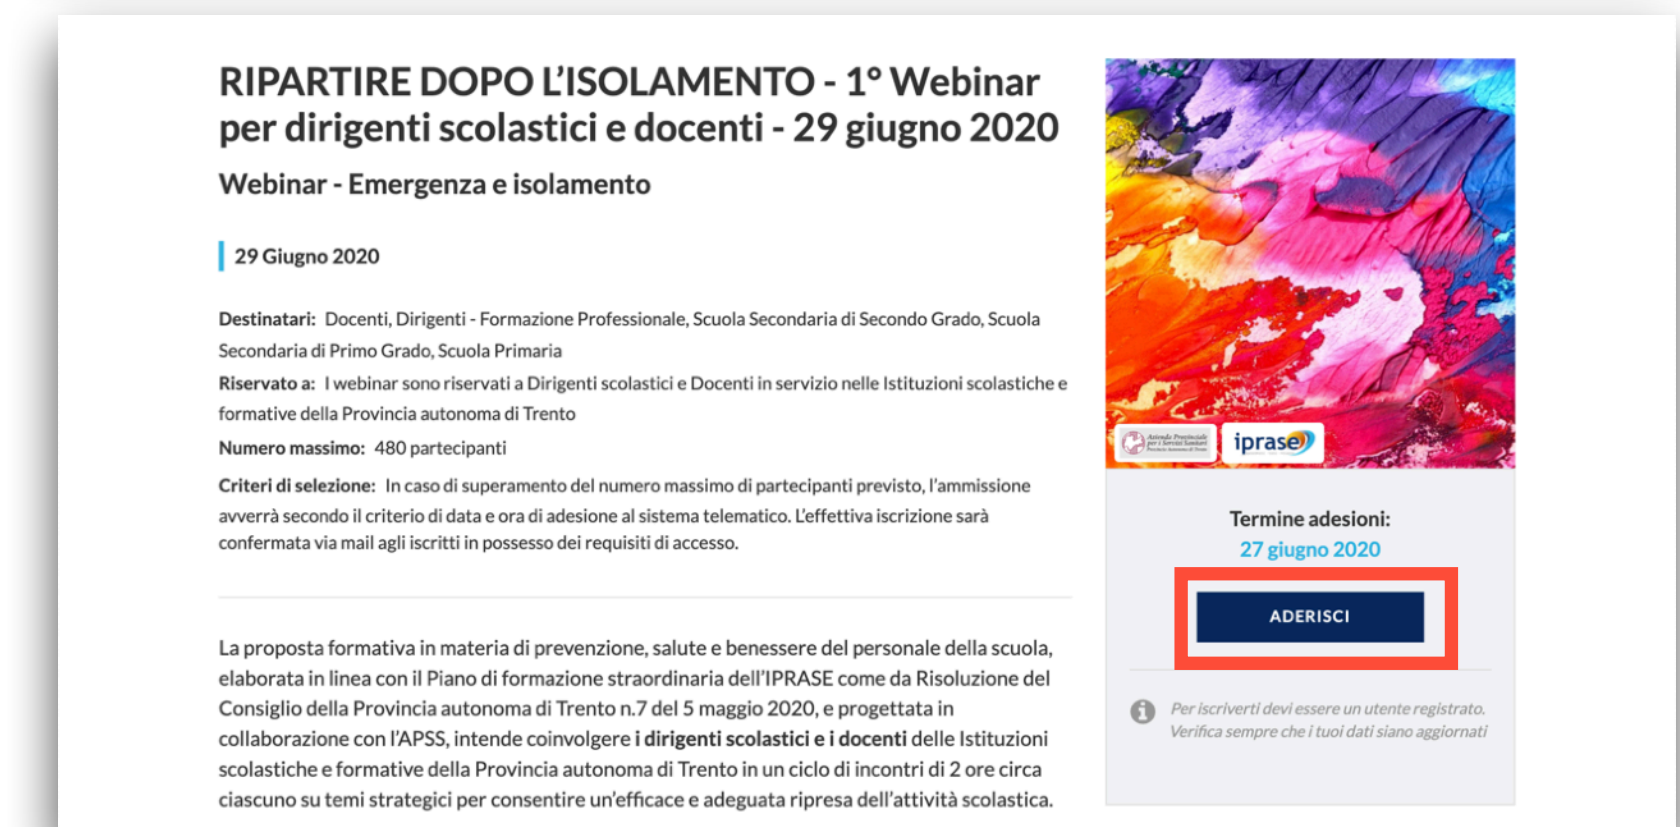 RIPARTIRE DOPO L'ISOLAMENTO - 1° Webinar
per dirigenti scolastici e docenti - 29 giugno 2020
Webinar - Emergenza e isolamento
29 Giugno 2020
Destinatari: Docenti, Dirigenti - Formazione Professionale, Scuola Secondaria di Secondo Grado, Scuola
Secondaria di Primo Grado, Scuola Primaria
Riservato a: I webinar sono riservati a Dirigenti scolastici e Docenti in servizio nelle Istituzioni scolastiche e
formative della Provincia autonoma di Trento
Numero massimo: 480 partecipanti
Criteri di selezione: In caso di superamento del numero massimo di partecipanti previsto, l'ammissione
avverrà secondo il criterio di data e ora di adesione al sistema telematico. L'effettiva iscrizione sarà
confermata via mail agli iscritti in possesso dei requisiti di accesso.
La proposta formativa in materia di prevenzione, salute e benessere del personale della scuola,
elaborata in linea con il Piano di formazione straordinaria dell'IPRASE come da Risoluzione del
Consiglio della Provincia autonoma di Trento n.7 del 5 maggio 2020, e progettata in
collaborazione con l'APSS, intende coinvolgere i dirigenti scolastici e i docenti delle Istituzioni
scolastiche e formative della Provincia autonoma di Trento in un ciclo di incontri di 2 ore circa
ciascuno su temi strategici per consentire un'efficace e adeguata ripresa dell'attività scolastica.
Azienda Provinciale
per i Servizi Sanitari
Provincia Autonoma di Trento
iprase
Termine adesioni:
27 giugno 2020
ADERISCI
Per iscriverti devi essere un utente registrato.
Verifica sempre che i tuoi dati siano aggiornati